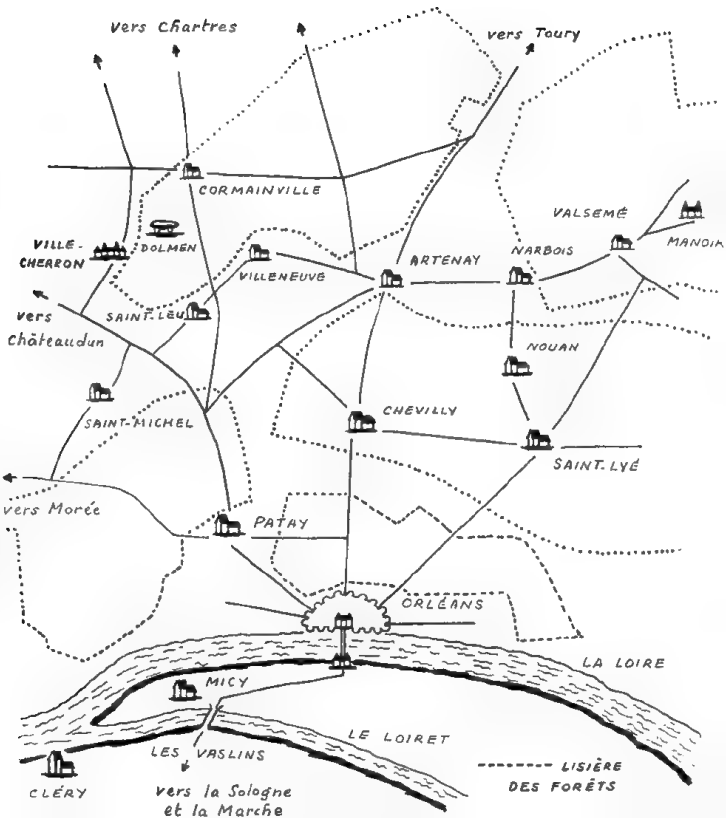 vers Chartres
vers Toury
CORMAINVILLE
VALSEMÉ
MANOIR
DOLMEN
VILLE-
CHERRON
VILLENEUVE
ARTENAY
NARBOIS
SAINT-LEU
vers
Châteaudun
NOUAN
SAINT-MICHEL
CHEVILLY
SAINT-LYÉ
vers Morée
PATAY
ORLÉANS
LA LOIRE
MICY
LE LOIRET
LES VASLINS
CLÉRY
vers la Sologne
et la Marche
LISIÈRE
DES FORÊTS